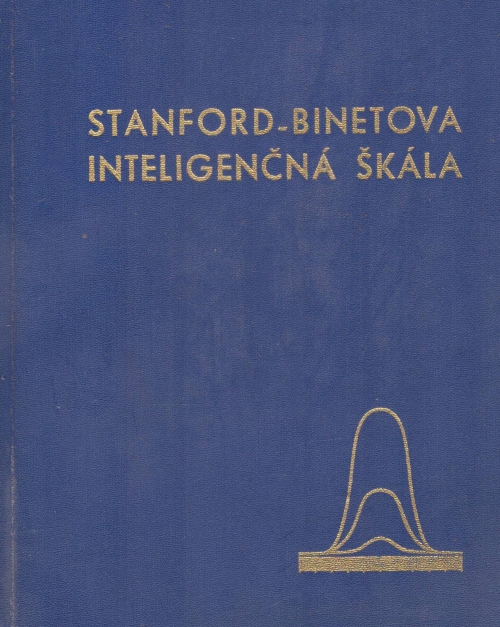 STANFORD-BINETOVA
INTELIGENČNÁ ŠKÁLA